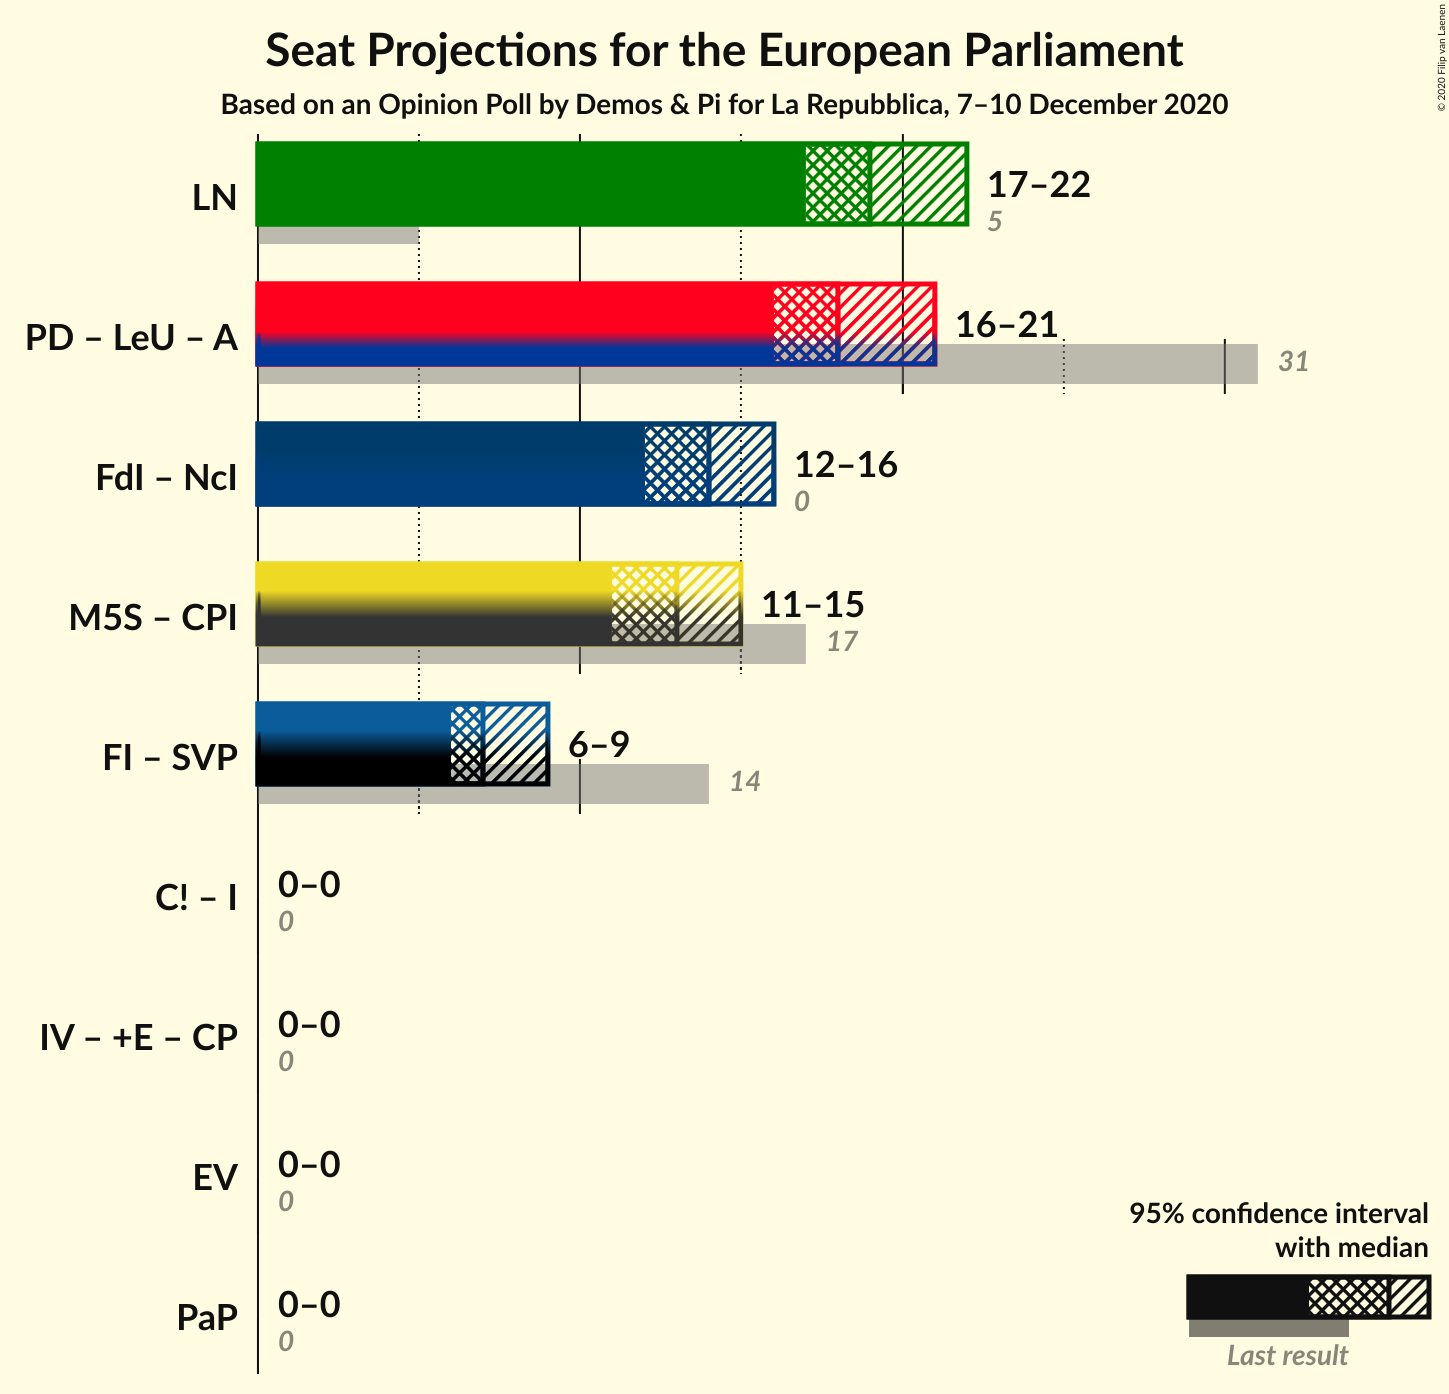 Seat Projections for the European Parliament
Based on an Opinion Poll by Demos & Pi for La Repubblica, 7–10 December 2020
© 2020 Filip van Laenen
LN
17–22
5
PD – LeU – A
16–21
31
FdI – NcI
12–16
0
M5S – CPI
11–15
17
FI – SVP
6–9
14
C! – I
0–0
0
IV – +E – CP
0–0
0
EV
0–0
0
PaP
0–0
0
95% confidence interval
with median
Last result